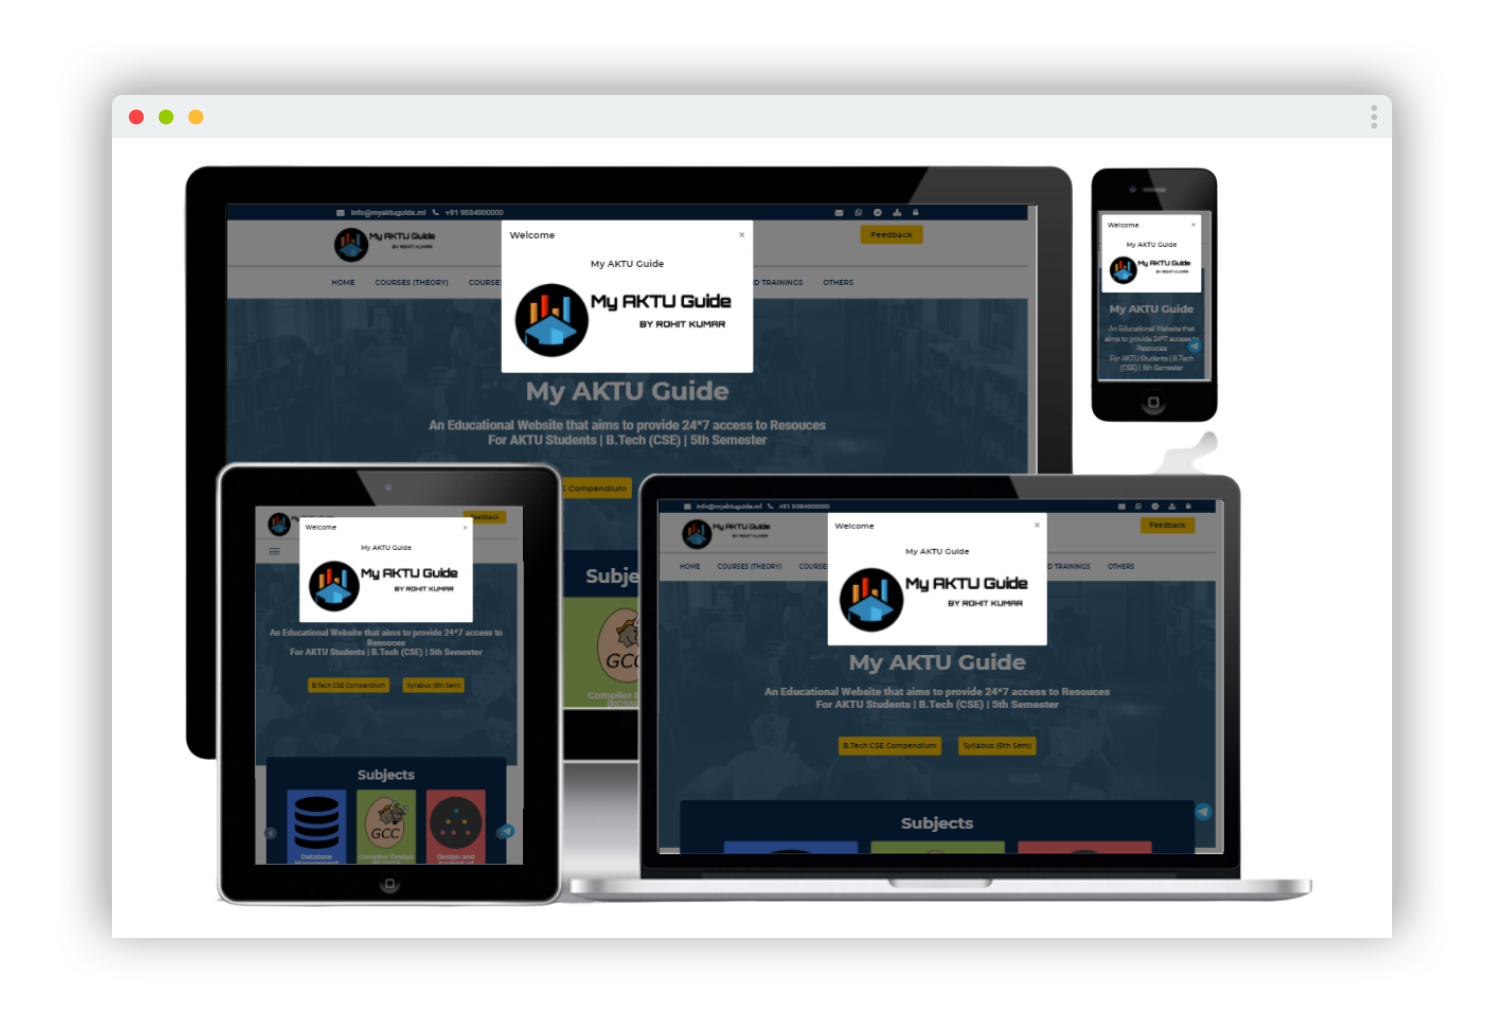 info@myaktuguide.ml +91 9084000000
My AKTU Guide
BY ROHIT KUMAR
Feedback
HOME COURSES (THEORY) COURSE D TRAININGS OTHERS
Welcome ×
My AKTU Guide
My AKTU Guide
BY ROHIT KUMAR
My AKTU Guide
An Educational Website that aims to provide 24*7 access to Resouces
For AKTU Students | B.Tech (CSE) | 5th Semester
Compendium
Subje
GCC
Compiler
Welcome ×
My AKTU Guide
My AKTU Guide
BY ROHIT KUMAR
My AKTU Guide
An Educational Website that
aims to provide 24*7 access to
Resouces
For AKTU Students | B.Tech
(CSE) | 5th Semester
Feedback
Welcome ×
My AKTU Guide
My AKTU Guide
BY ROHIT KUMAR
An Educational Website that aims to provide 24*7 access to
Resouces
For AKTU Students | B.Tech (CSE) | 5th Semester
B.Tech CSE Compendium Syllabus (5th Sem)
Subjects
GCC
Database Compiler Design Design and
Management Analysis of
info@myaktuguide.ml +91 9084000000
My AKTU Guide
BY ROHIT KUMAR
Feedback
HOME COURSES (THEORY) COURSE D TRAININGS OTHERS
Welcome ×
My AKTU Guide
My AKTU Guide
BY ROHIT KUMAR
My AKTU Guide
An Educational Website that aims to provide 24*7 access to Resouces
For AKTU Students | B.Tech (CSE) | 5th Semester
B.Tech CSE Compendium Syllabus (5th Sem)
Subjects